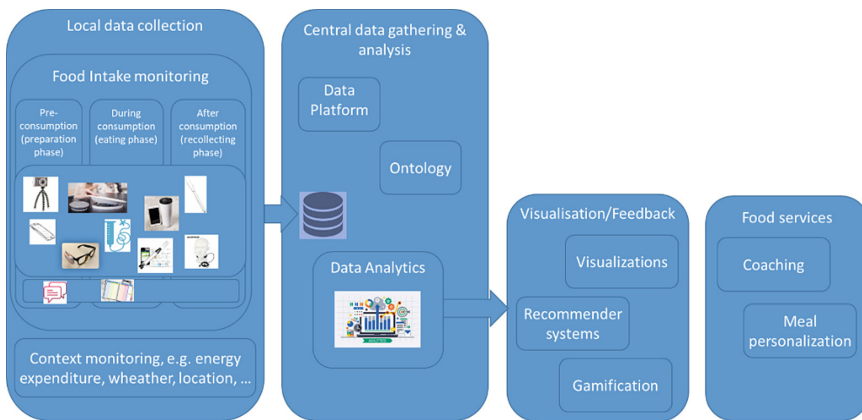 Local data collection
Food Intake monitoring
Pre-
consumption
(preparation
phase)
During
consumption
(eating phase)
After
consumption
(recollecting
phase)
Context monitoring, e.g. energy
expenditure, wheather, location, ...
Central data gathering &
analysis
Data
Platform
Ontology
Data Analytics
Visualisation/Feedback
Visualizations
Recommender
systems
Gamification
Food services
Coaching
Meal
personalization